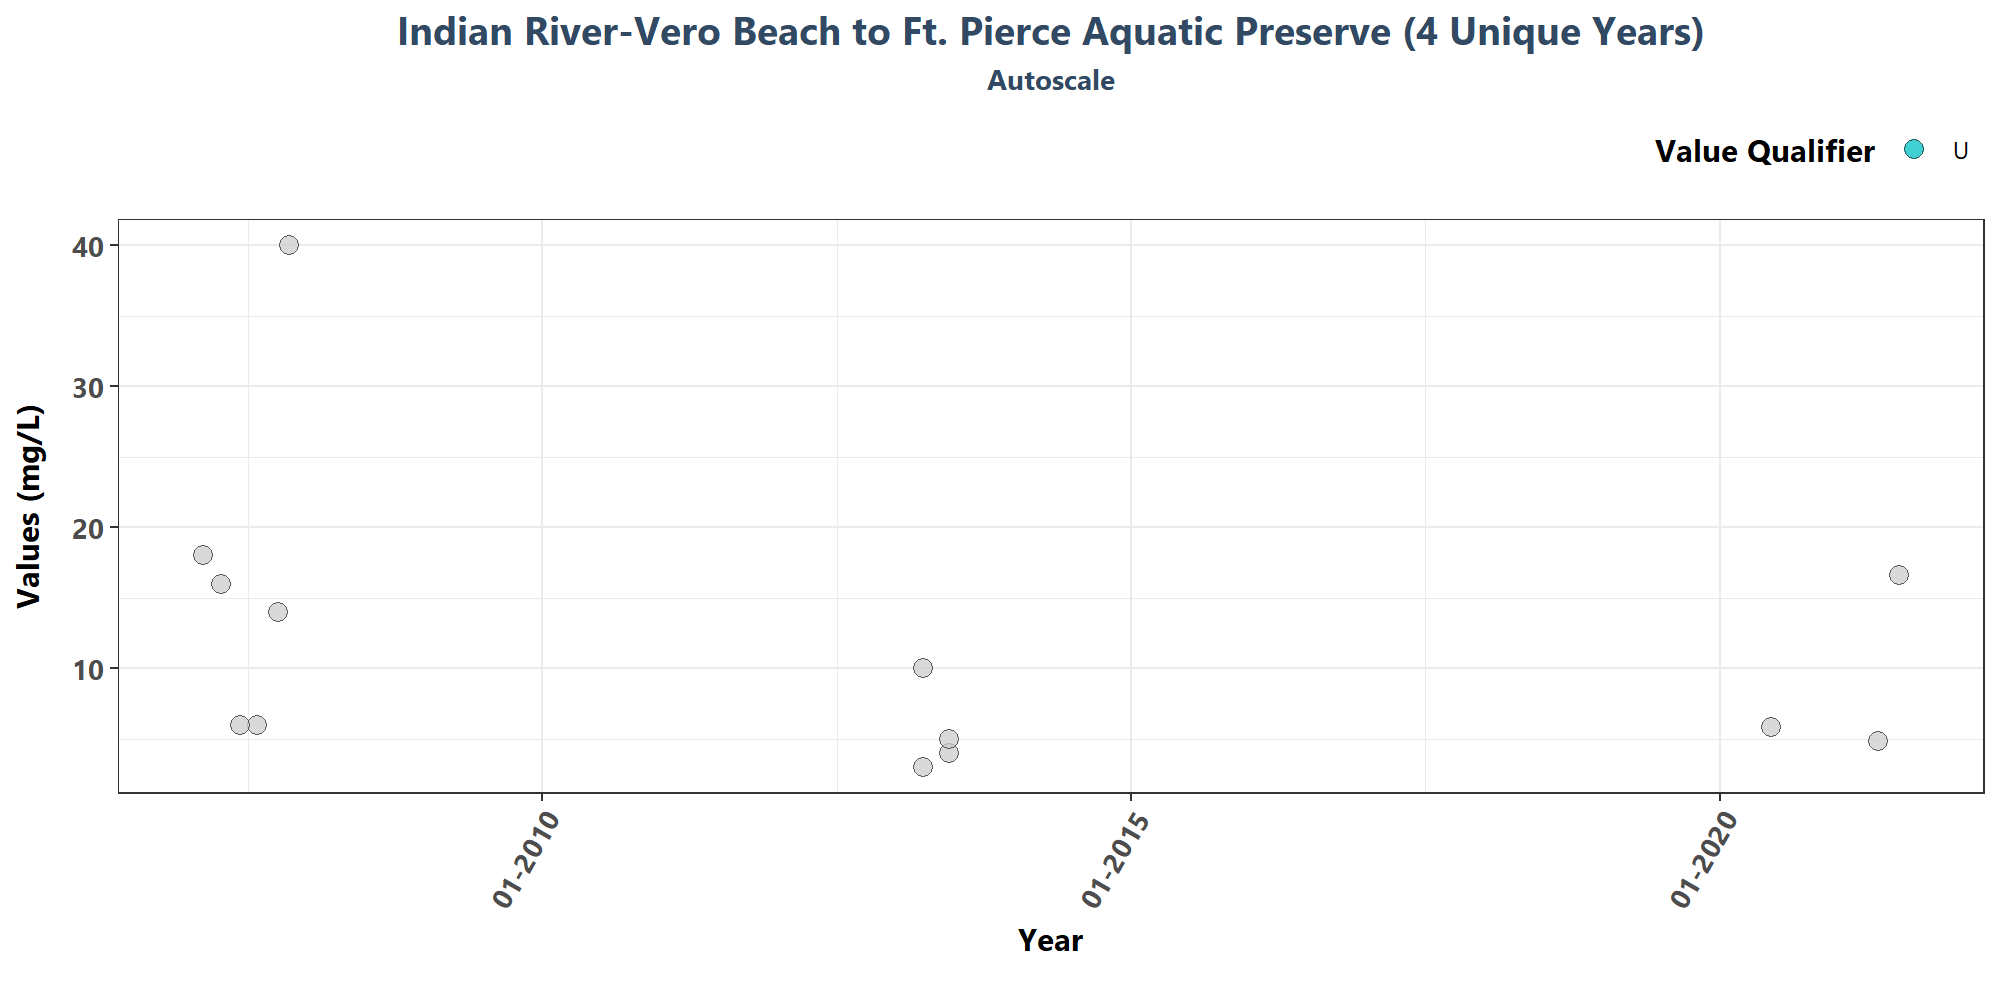 Indian River-Vero Beach to Ft. Pierce Aquatic Preserve (4 Unique Years)
Autoscale
Value Qualifier U
40
30
20
10
Values (mg/L)
01-2010
01-2015
01-2020
Year